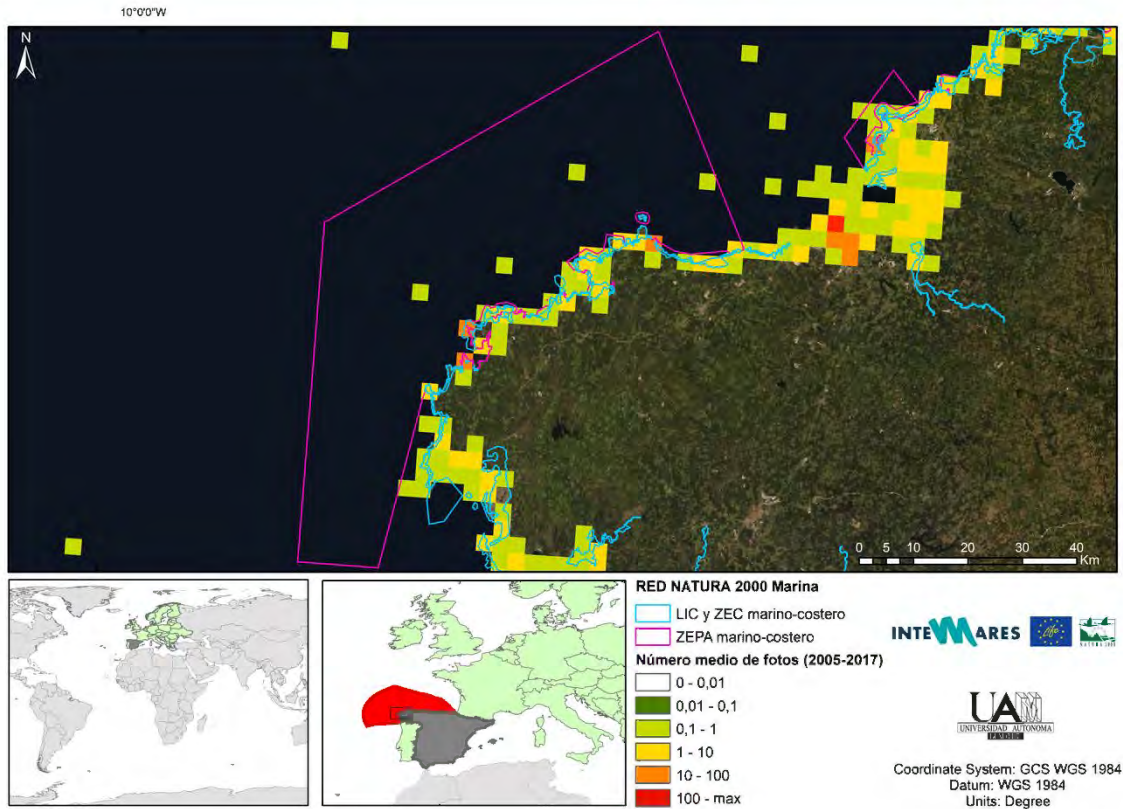 10°0'0"W
N
0 5 10 20 30 40
Km
RED NATURA 2000 Marina
LIC y ZEC marino-costero
ZEPA marino-costero
Número medio de fotos (2005-2017)
0 - 0,01
0,01 - 0,1
0,1 - 1
1 - 10
10 - 100
100 - max
INTEMARES
UAM
UNIVERSIDAD AUTONOMA
Coordinate System: GCS WGS 1984
Datum: WGS 1984
Units: Degree